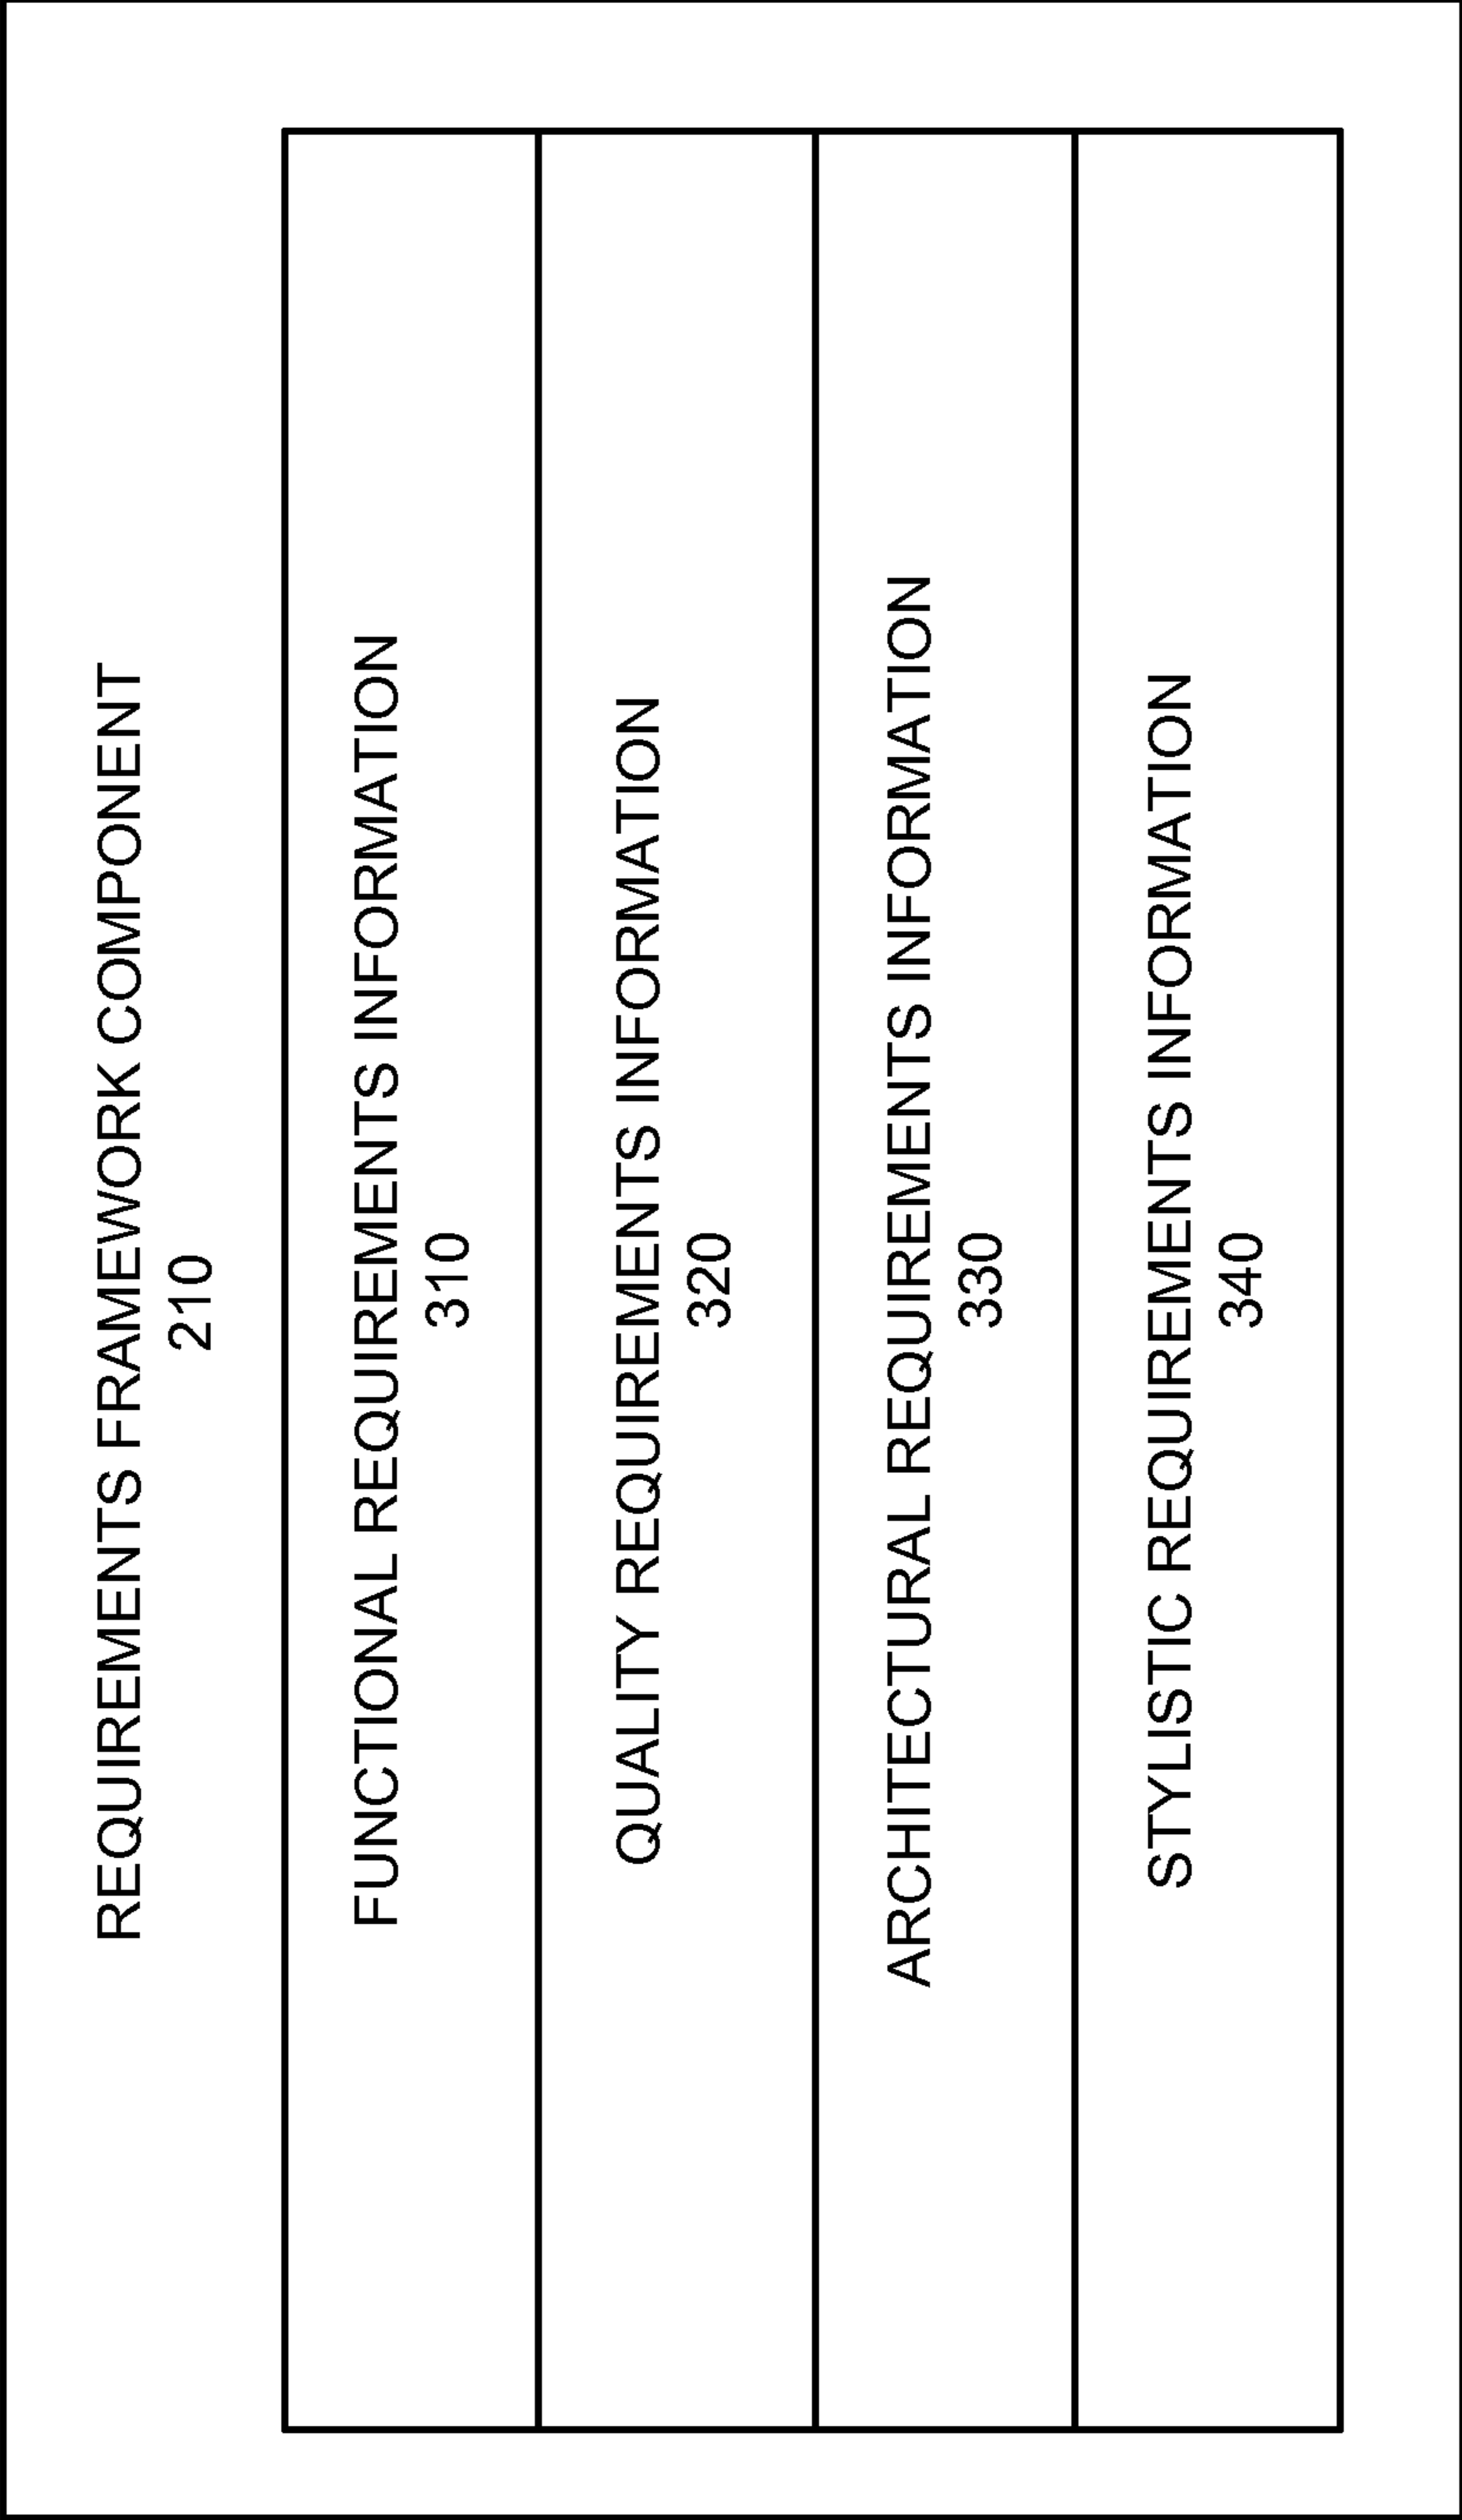 REQUIREMENTS FRAMEWORK COMPONENT
210
FUNCTIONAL REQUIREMENTS INFORMATION
310
QUALITY REQUIREMENTS INFORMATION
320
ARCHITECTURAL REQUIREMENTS INFORMATION
330
STYLISTIC REQUIREMENTS INFORMATION
340